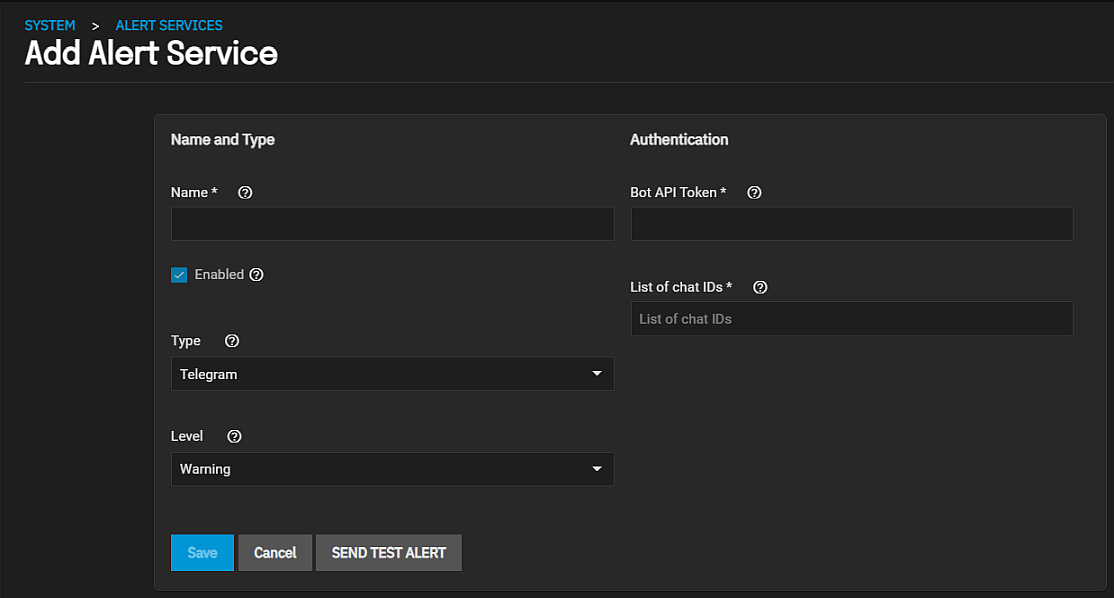 SYSTEM > ALERT SERVICES
Add Alert Service
Name and Type
Name *
Enabled
Type
Telegram
Level
Warning
Save Cancel SEND TEST ALERT
Authentication
Bot API Token *
List of chat IDs *
List of chat IDs